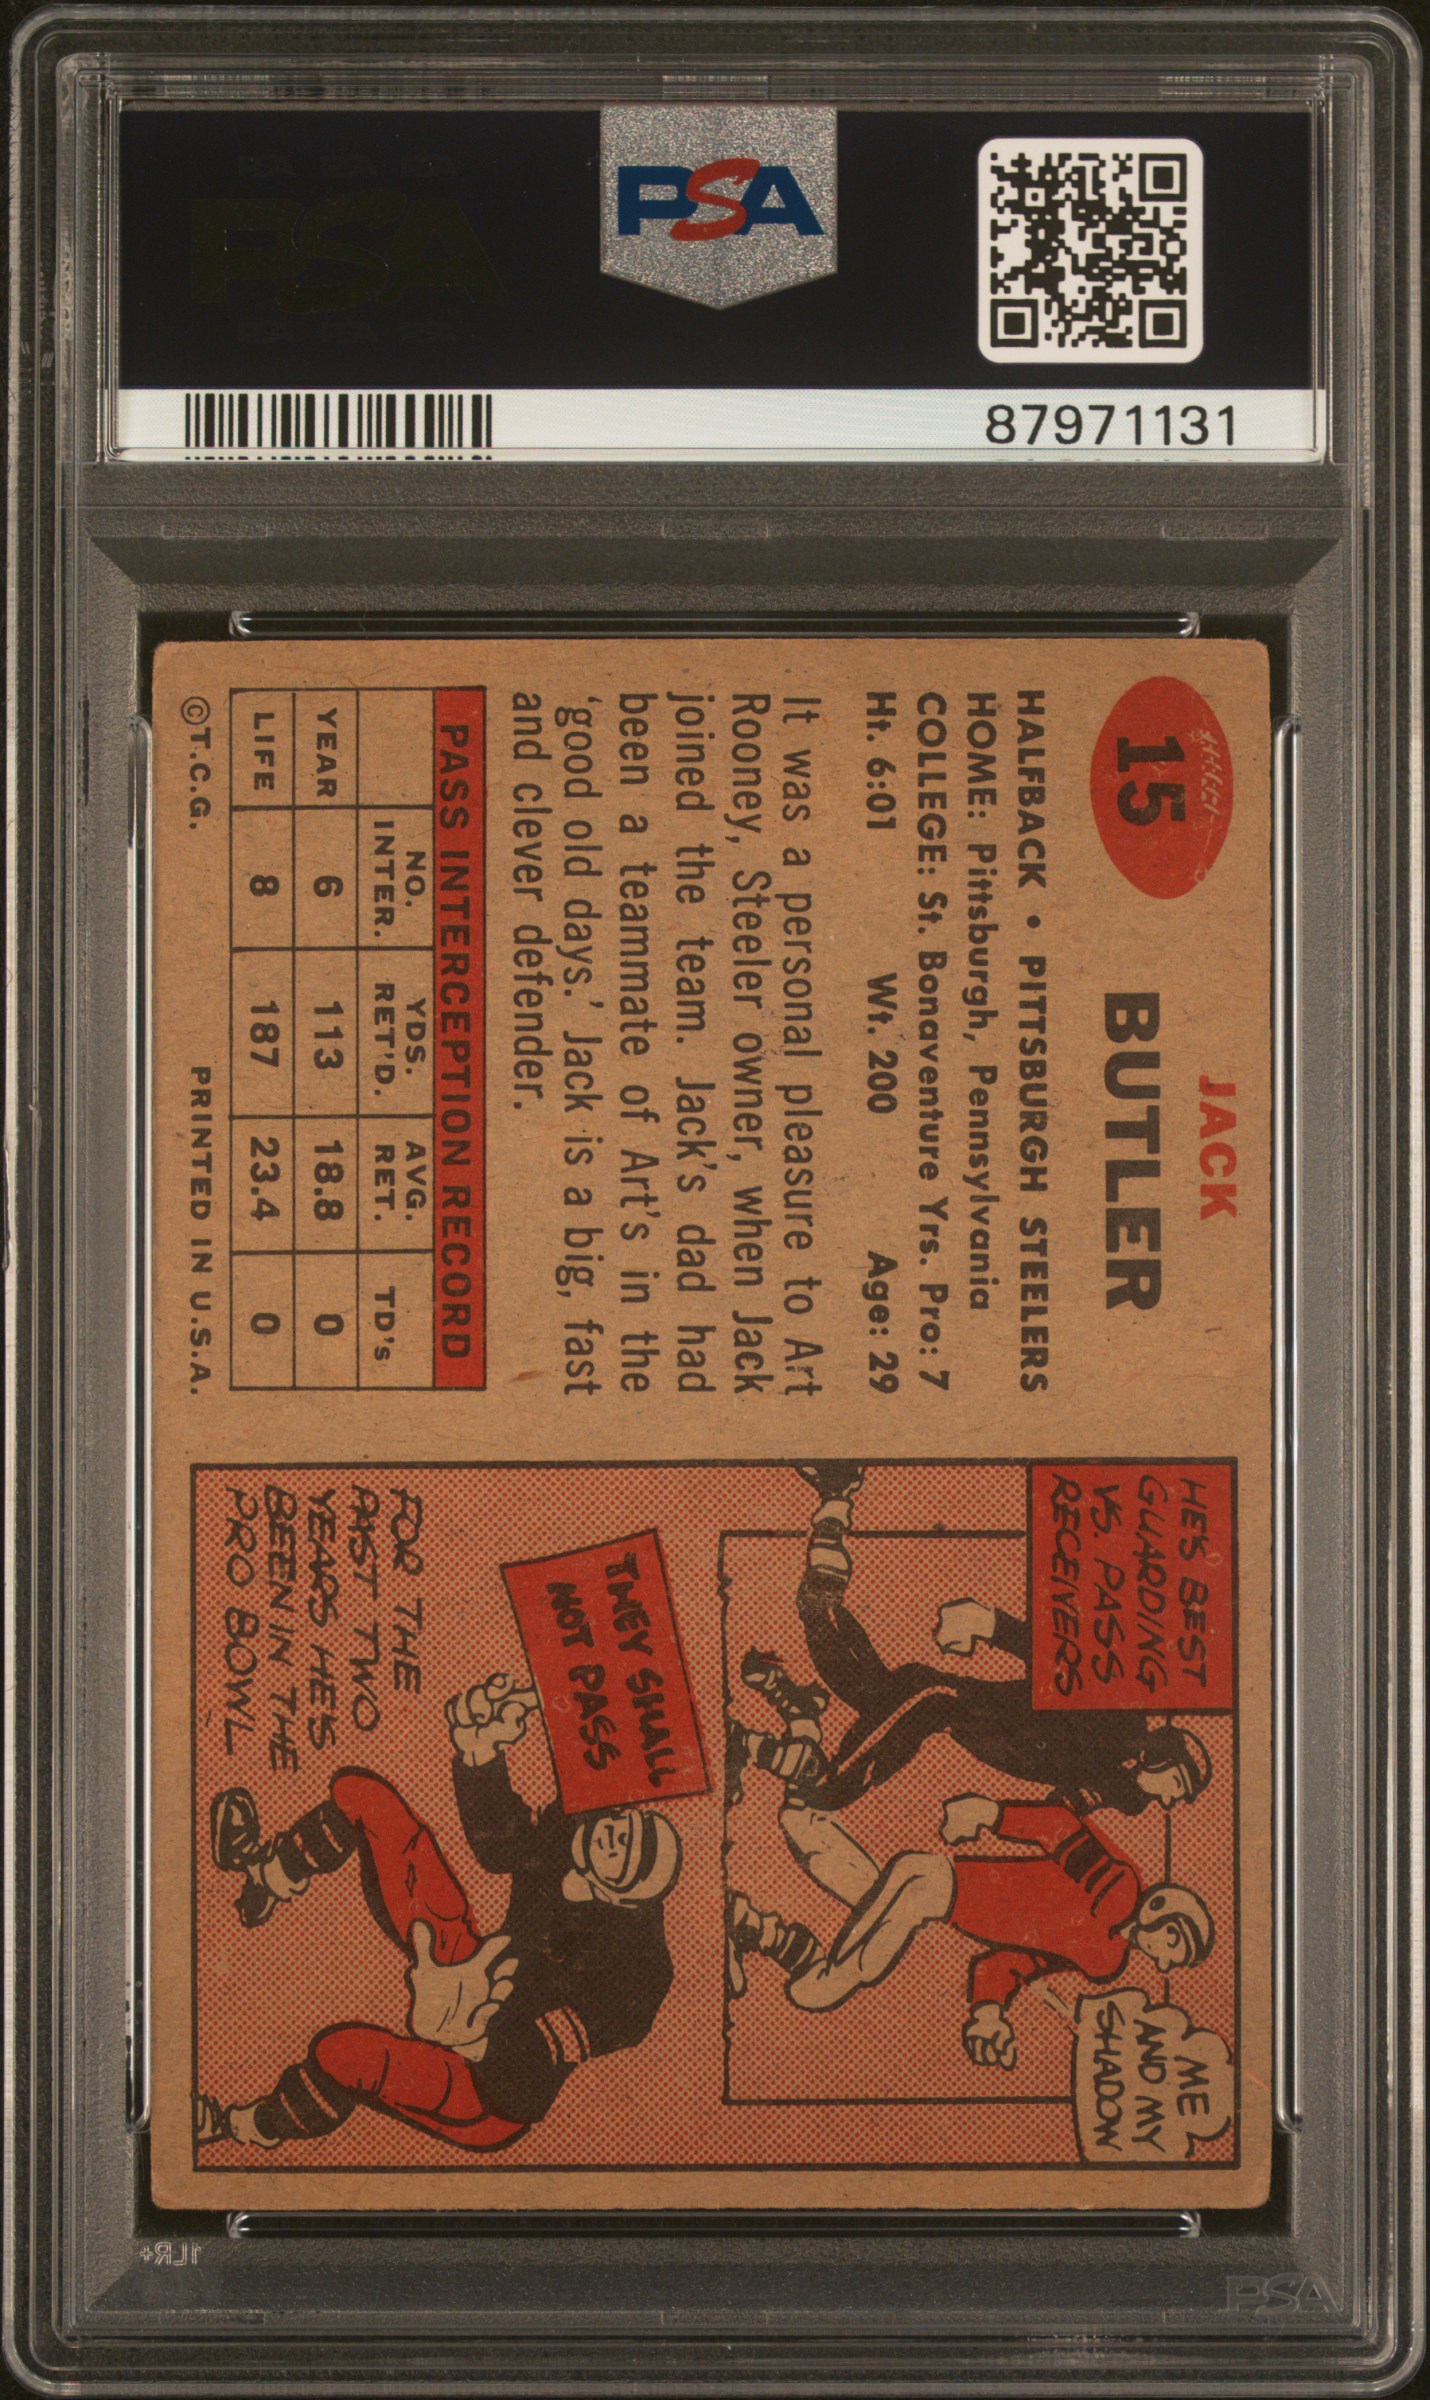 PSA
PSA
87971131
15
JACK
BUTLER
HALFBACK • PITTSBURGH STEELERS
HOME: Pittsburgh, Pennsylvania
COLLEGE: St. Bonaventure Yrs. Pro: 7
Ht. 6:01 Wt. 200 Age: 29
It was a personal pleasure to Art
Rooney, Steeler owner, when Jack
joined the team. Jack's dad had
been a teammate of Art's in the
'good old days.' Jack is a big, fast
and clever defender.
PASS INTERCEPTION RECORD
NO. INTER. YDS. RET'D. AVG. RET. TD's
YEAR 6 113 18.8 0
LIFE 8 187 23.4 0
©T.C.G. PRINTED IN U.S.A.
HE'S BEST
GUARDING
VS. PASS
RECEIVERS
ME
AND MY
SHADOW
THEY SHALL
NOT PASS
FOR THE
PAST TWO
YEARS HE'S
BEEN IN THE
PRO BOWL
PSA